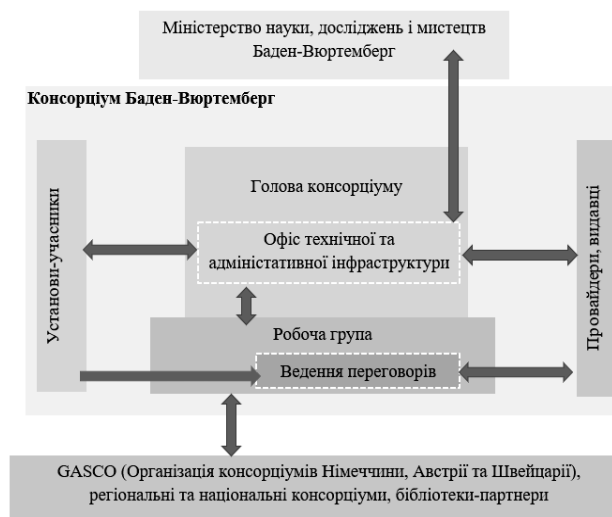 Міністерство науки, досліджень і мистецтв
Баден-Вюртемберг
Консорціум Баден-Вюртемберг
Установи-учасники
Голова консорціуму
Офіс технічної та
адміністативної інфраструктури
Провайдери, видавці
Робоча група
Ведення переговорів
GASCO (Організація консорціумів Німеччини, Австрії та Швейцарії),
регіональні та національні консорціуми, бібліотеки-партнери